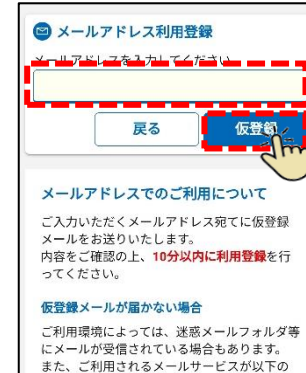 メールアドレス利用登録
メールアドレスを入力してください
戻る
仮登録
メールアドレスでのご利用について
ご入力いただくメールアドレス宛てに仮登録
メールをお送りいたします。
内容をご確認の上、10分以内に利用登録を行
ってください。
仮登録メールが届かない場合
ご利用環境によっては、迷惑メールフォルダ等
にメールが受信されている場合もあります。
また、ご利用されるメールサービスが以下の